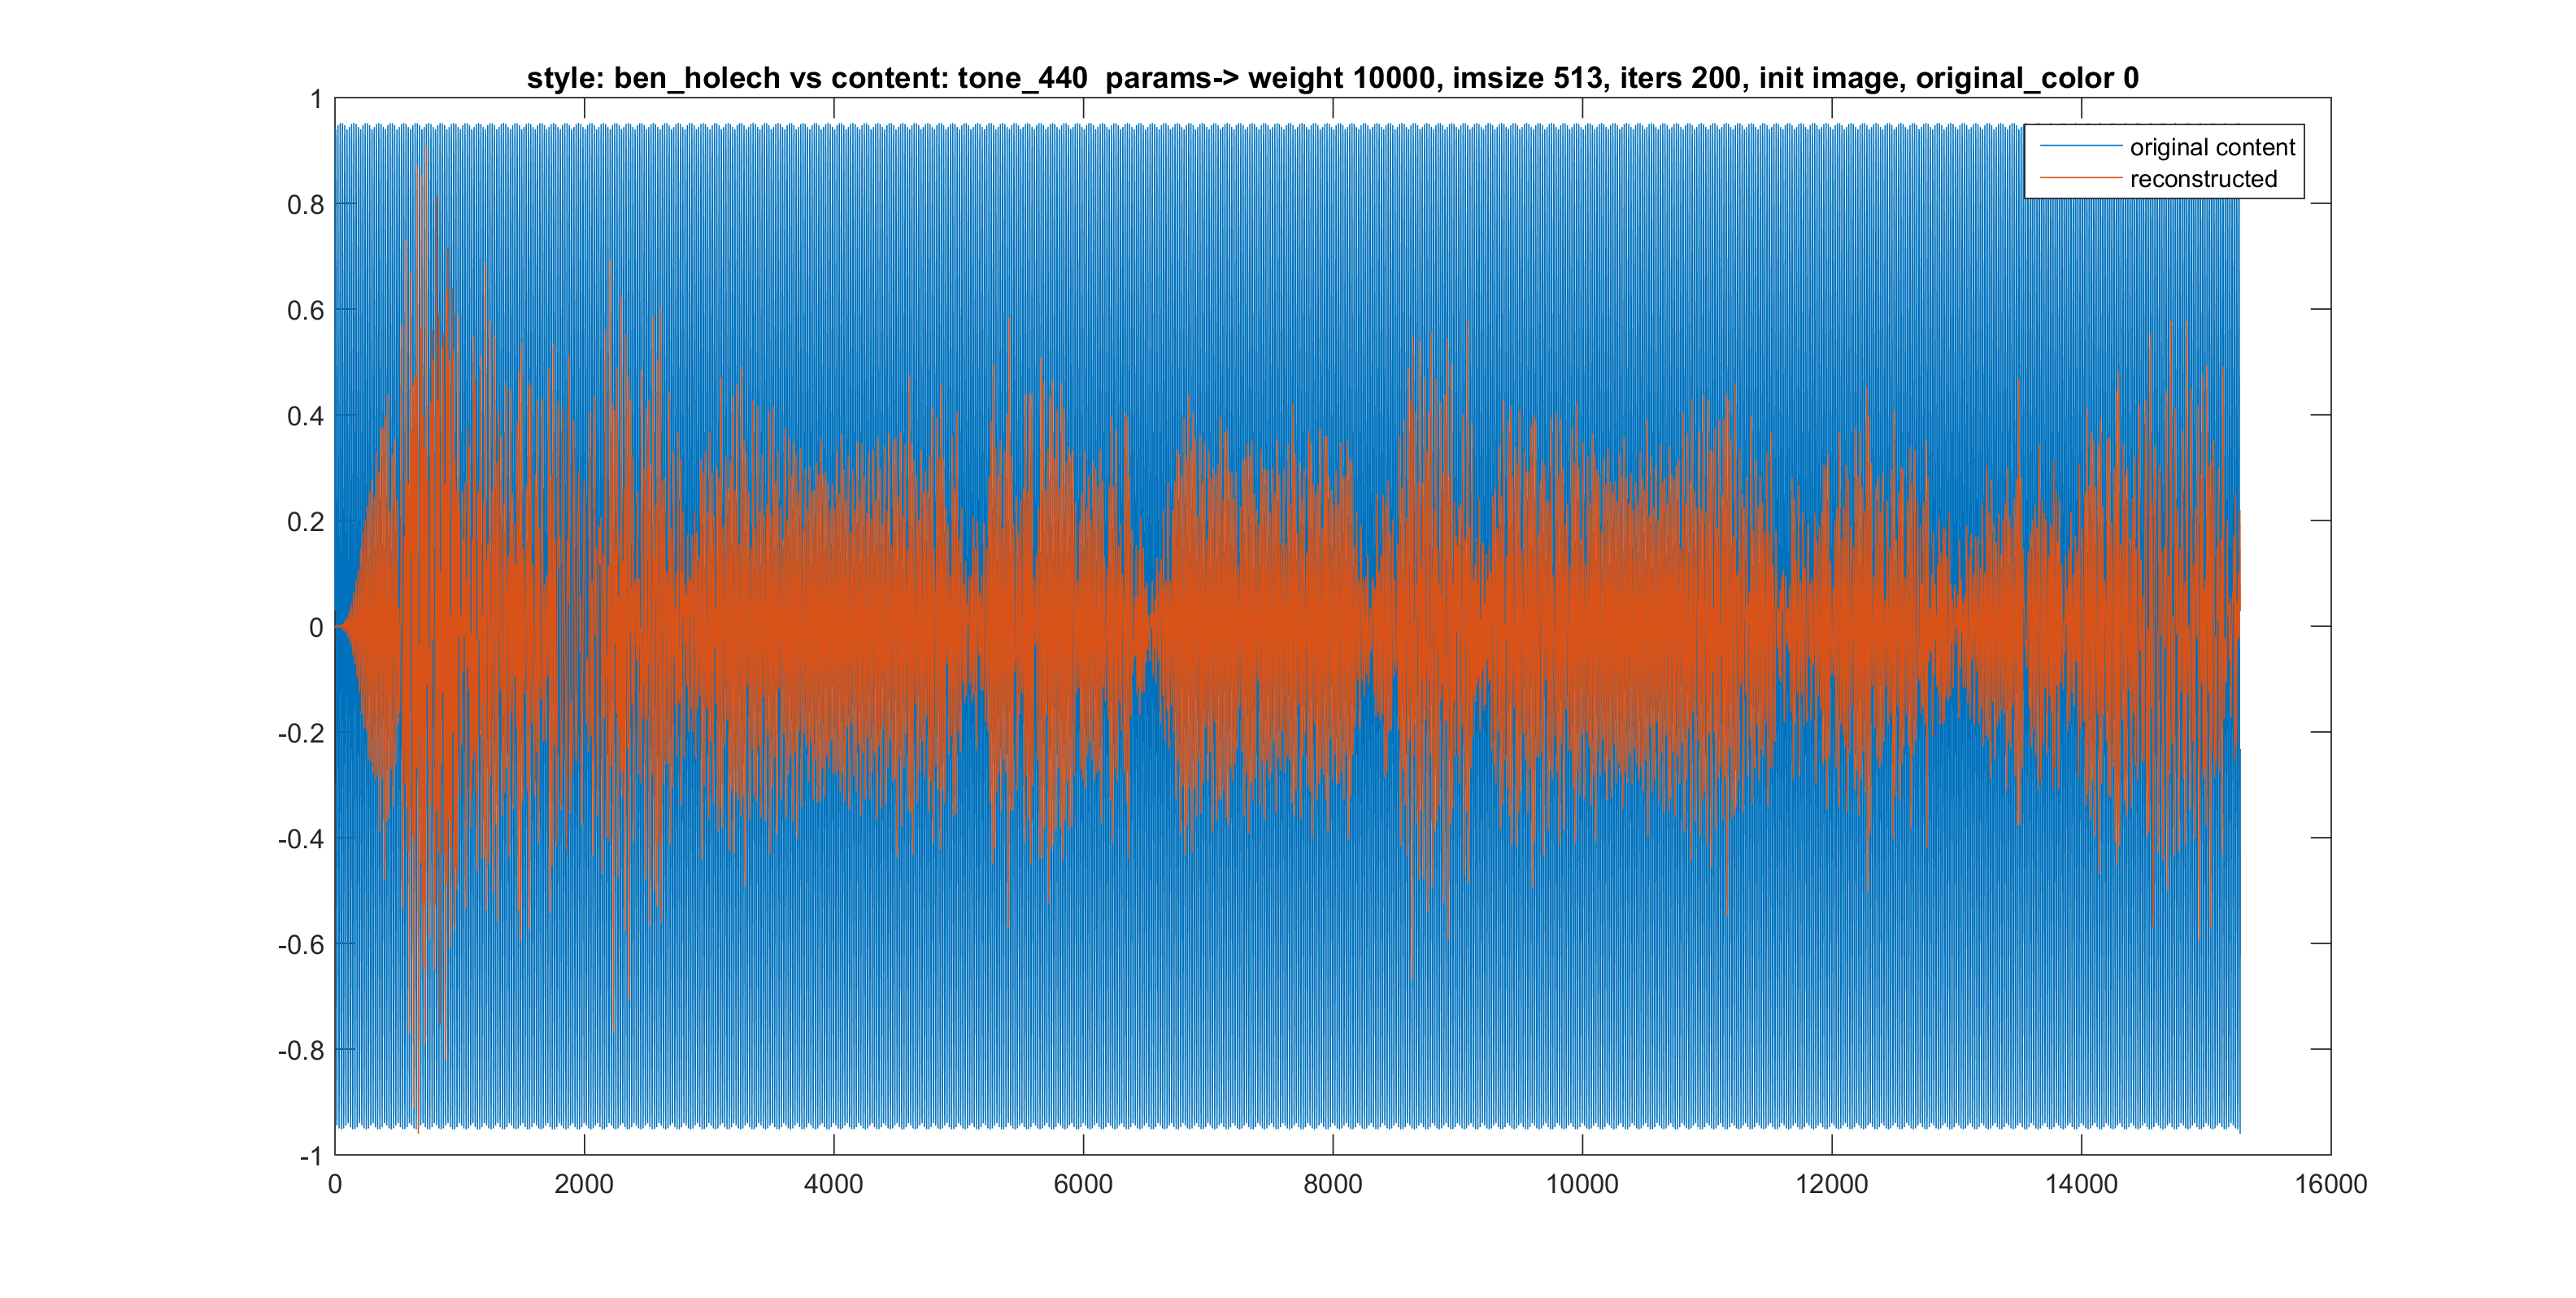 style: ben_holech vs content: tone_440  params-> weight 10000, imsize 513, iters 200, init image, original_color 0
1
0.8
0.6
0.4
0.2
0
-0.2
-0.4
-0.6
-0.8
-1
original content
reconstructed
0 2000 4000 6000 8000 10000 12000 14000 16000